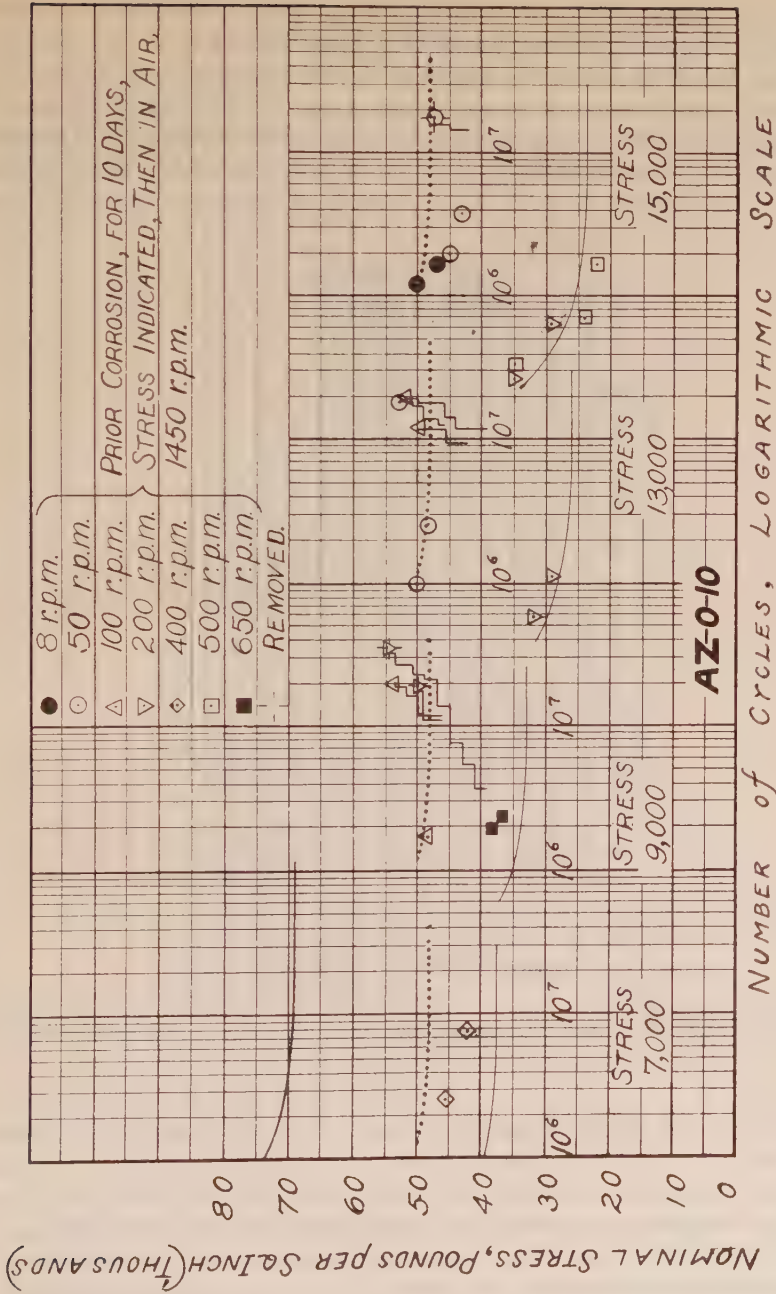 8 r.p.m.
50 r.p.m.
100 r.p.m.
200 r.p.m.
400 r.p.m.
500 r.p.m.
650 r.p.m.
REMOVED.
PRIOR CORROSION, FOR 10 DAYS,
STRESS INDICATED, THEN IN AIR,
1450 r.p.m.
NOMINAL STRESS, POUNDS PER SQ.INCH (THOUSANDS)
80
70
60
50
40
30
20
10
0
10⁶
10⁷
10⁶
10⁷
10⁶
10⁷
10⁶
10⁷
STRESS
7,000
STRESS
9,000
STRESS
13,000
STRESS
15,000
AZ-0-10
NUMBER of CYCLES, LOGARITHMIC SCALE